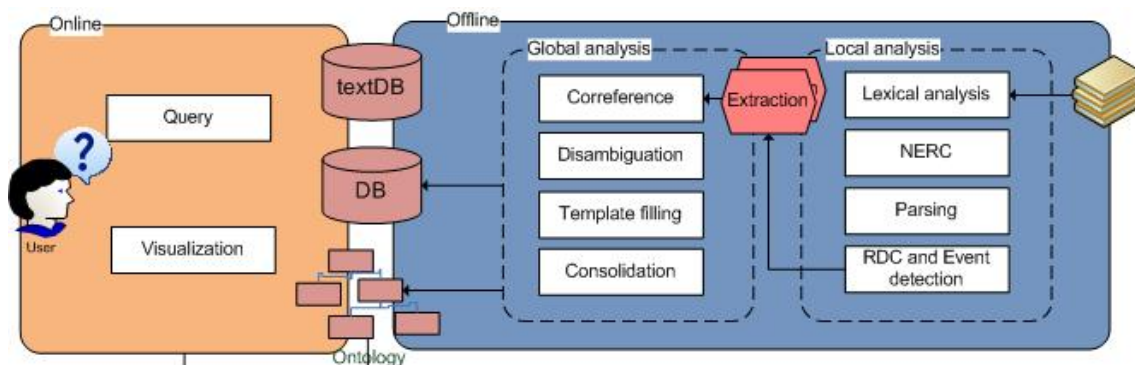 Online
Offline
Global analysis
Local analysis
textDB
Query
Correference
Extraction
Lexical analysis
?
Disambiguation
NERC
DB
Template filling
Parsing
User
Visualization
Consolidation
RDC and Event
detection
Ontology